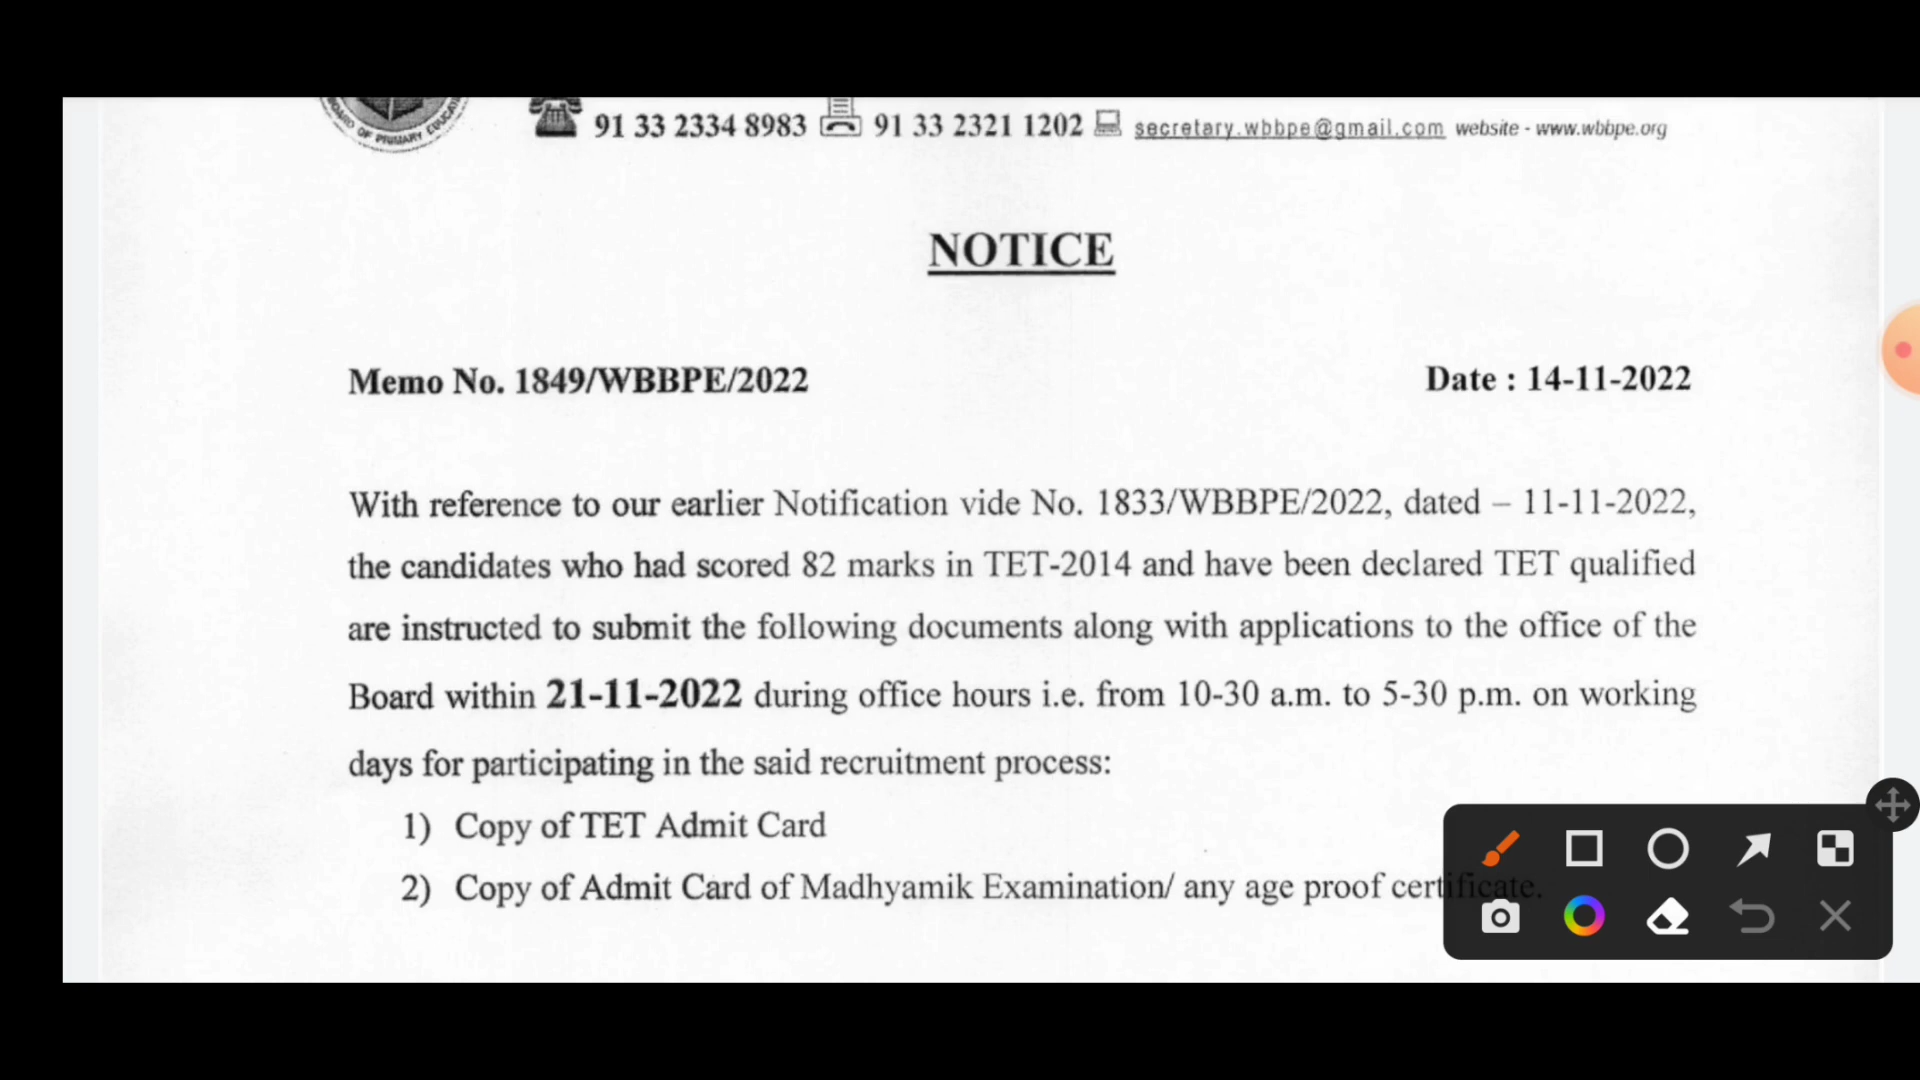 BOARD OF PRIMARY EDUCATION
91 33 2334 8983 91 33 2321 1202 secretary.wbbpe@gmail.com website - www.wbbpe.org
NOTICE
Memo No. 1849/WBBPE/2022 Date : 14-11-2022
With reference to our earlier Notification vide No. 1833/WBBPE/2022, dated – 11-11-2022,
the candidates who had scored 82 marks in TET-2014 and have been declared TET qualified
are instructed to submit the following documents along with applications to the office of the
Board within 21-11-2022 during office hours i.e. from 10-30 a.m. to 5-30 p.m. on working
days for participating in the said recruitment process:
1) Copy of TET Admit Card
2) Copy of Admit Card of Madhyamik Examination/ any age proof certificate.